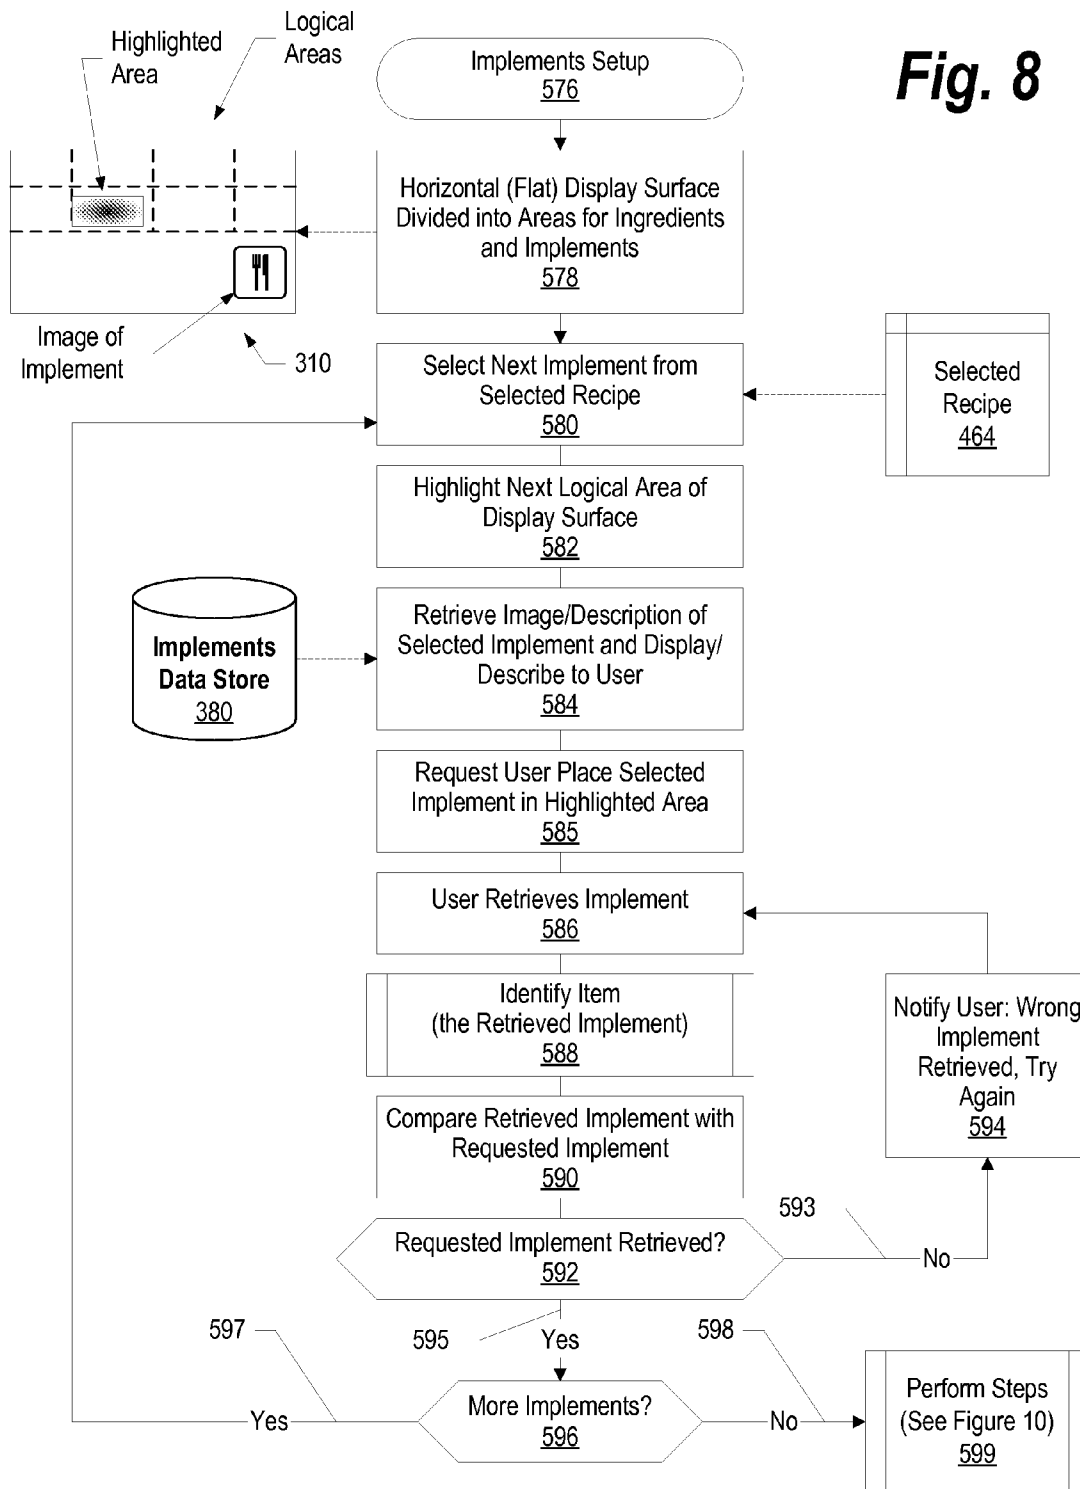 Fig. 8
Logical
Areas
Highlighted
Area
Implements Setup
576
Horizontal (Flat) Display Surface
Divided into Areas for Ingredients
and Implements
578
Image of
Implement
310
Select Next Implement from
Selected Recipe
580
Selected
Recipe
464
Highlight Next Logical Area of
Display Surface
582
Implements
Data Store
380
Retrieve Image/Description of
Selected Implement and Display/
Describe to User
584
Request User Place Selected
Implement in Highlighted Area
585
User Retrieves Implement
586
Identify Item
(the Retrieved Implement)
588
Notify User: Wrong
Implement
Retrieved, Try
Again
594
Compare Retrieved Implement with
Requested Implement
590
593
Requested Implement Retrieved?
592
No
595
Yes
597
598
More Implements?
596
Yes
No
Perform Steps
(See Figure 10)
599